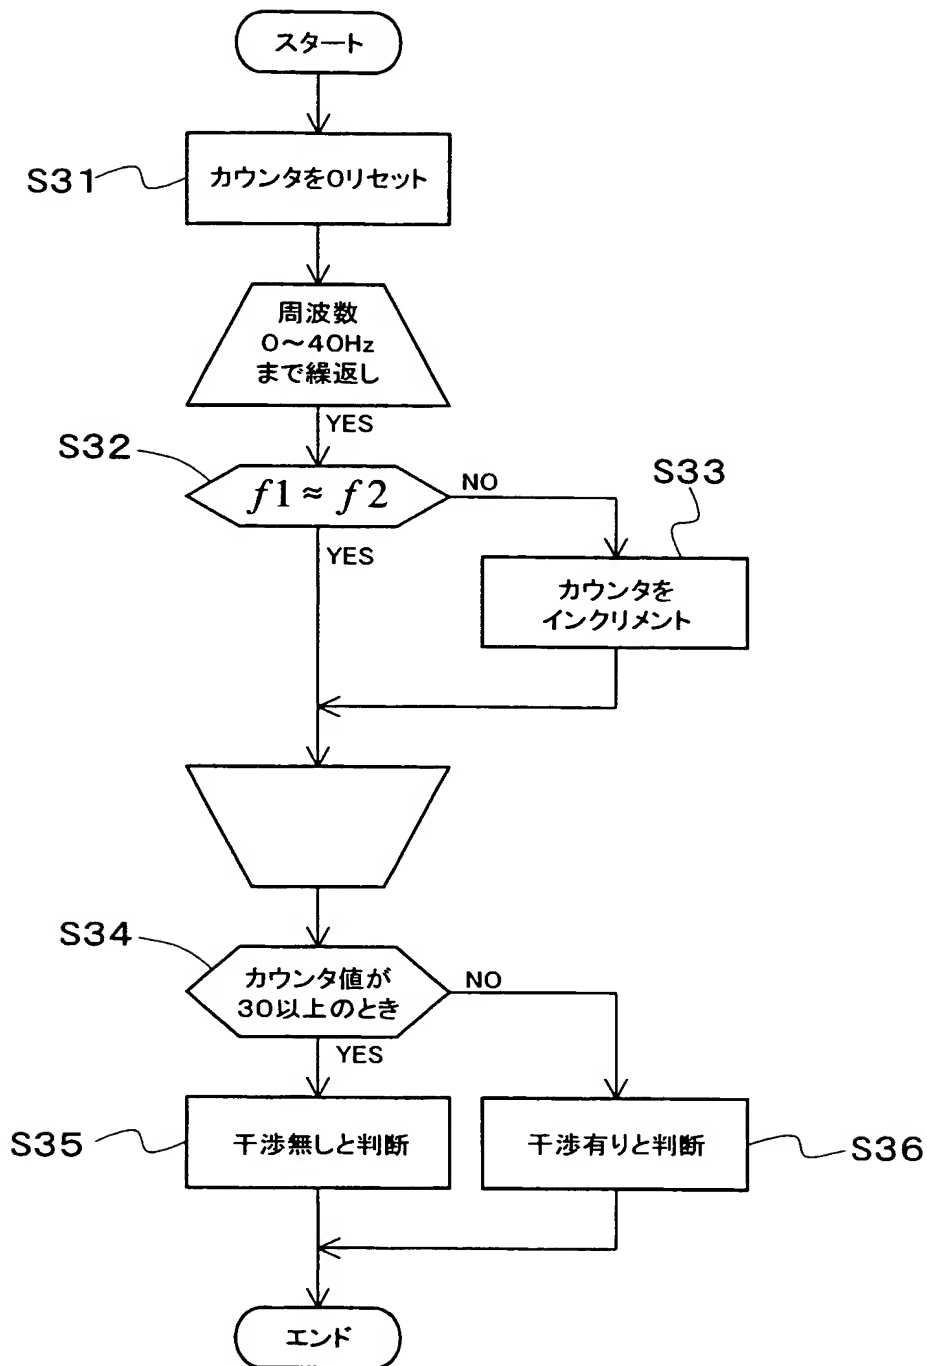 スタート
S31
カウンタを0リセット
周波数
0～40Hz
まで繰返し
YES
S32
f1 ≈ f2
NO
S33
YES
カウンタを
インクリメント
S34
カウンタ値が
30以上のとき
NO
YES
S35
干渉無しと判断
干渉有りと判断
S36
エンド